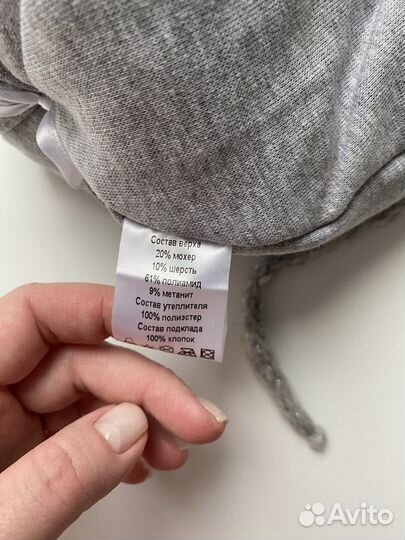 Состав верха
20% мохер
10% шерсть
61% полиамид
9% метанит
Состав утеплителя
100% полиэстер
Состав подклада
100% хлопок
Avito